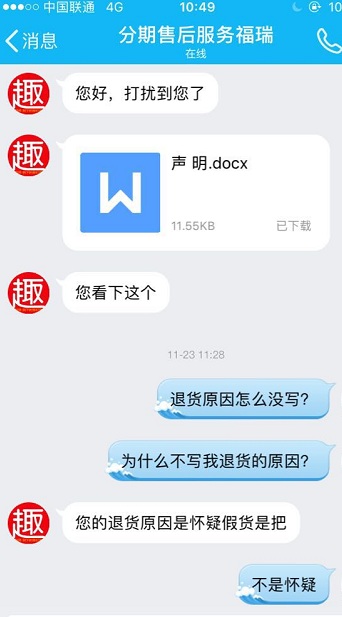 中国联通 4G 10:49 10
消息
分期售后服务福瑞
在线
趣
您好，打扰到您了
趣
声 明.docx
W
11.55KB 已下载
趣
您看下这个
11-23 11:28
退货原因怎么没写？
为什么不写我退货的原因？
趣
您的退货原因是怀疑假货是把
不是怀疑